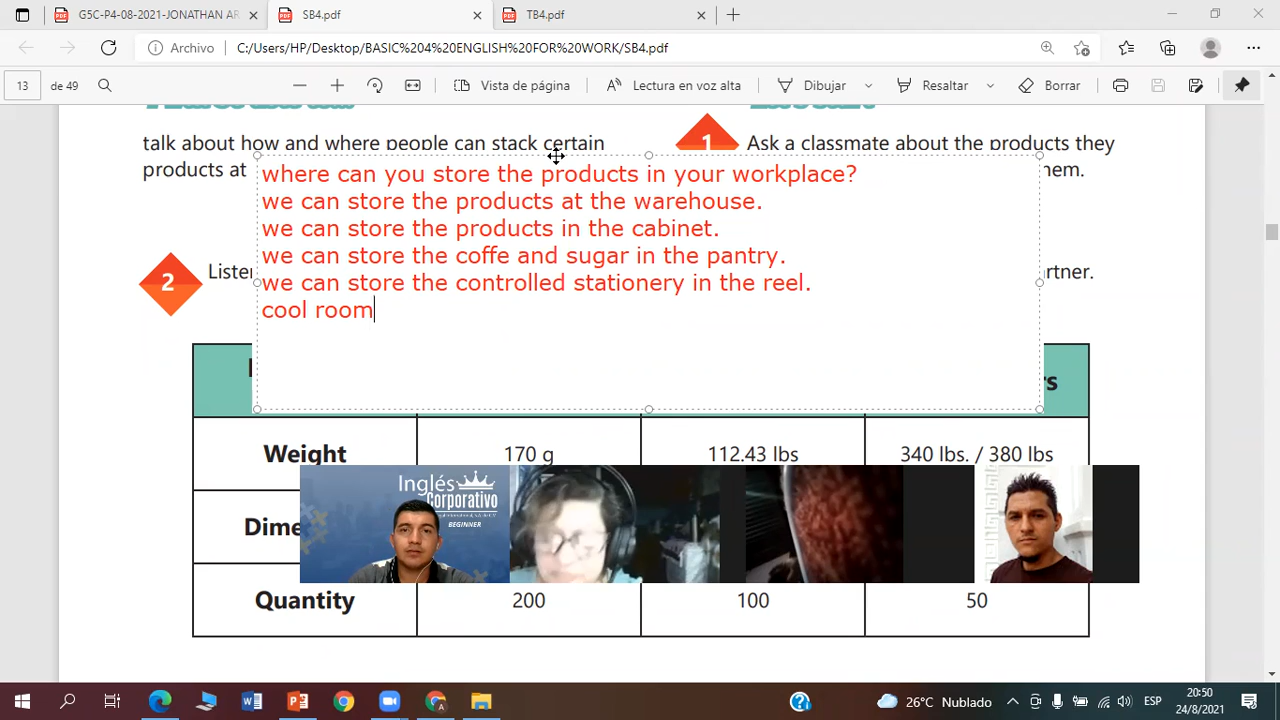 G5C-P4-08-2021-JONATHAN AR
SB4.pdf
TB4.pdf
Archivo
C:/Users/HP/Desktop/BASIC%204%20ENGLISH%20FOR%20WORK/SB4.pdf
13
de 49
Vista de página
Lectura en voz alta
Dibujar
Resaltar
Borrar
talk about how and where people can stack certain
products at
1
Ask a classmate about the products they
hem.
where can you store the products in your workplace?
we can store the products at the warehouse.
we can store the products in the cabinet.
we can store the coffe and sugar in the pantry.
we can store the controlled stationery in the reel.
cool room
2
Listen
artner.
rs
Weight
170 g
112.43 lbs
340 lbs. / 380 lbs
Dime
Quantity
200
100
50
Inglés
Corporativo
BEGINNER
26°C Nublado
ESP
20:50
24/8/2021